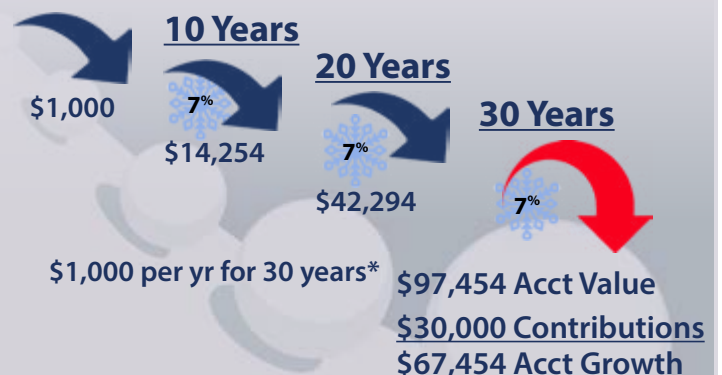 10 Years
20 Years
30 Years
$1,000
7%
$14,254
7%
$42,294
7%
$1,000 per yr for 30 years*
$97,454 Acct Value
$30,000 Contributions
$67,454 Acct Growth